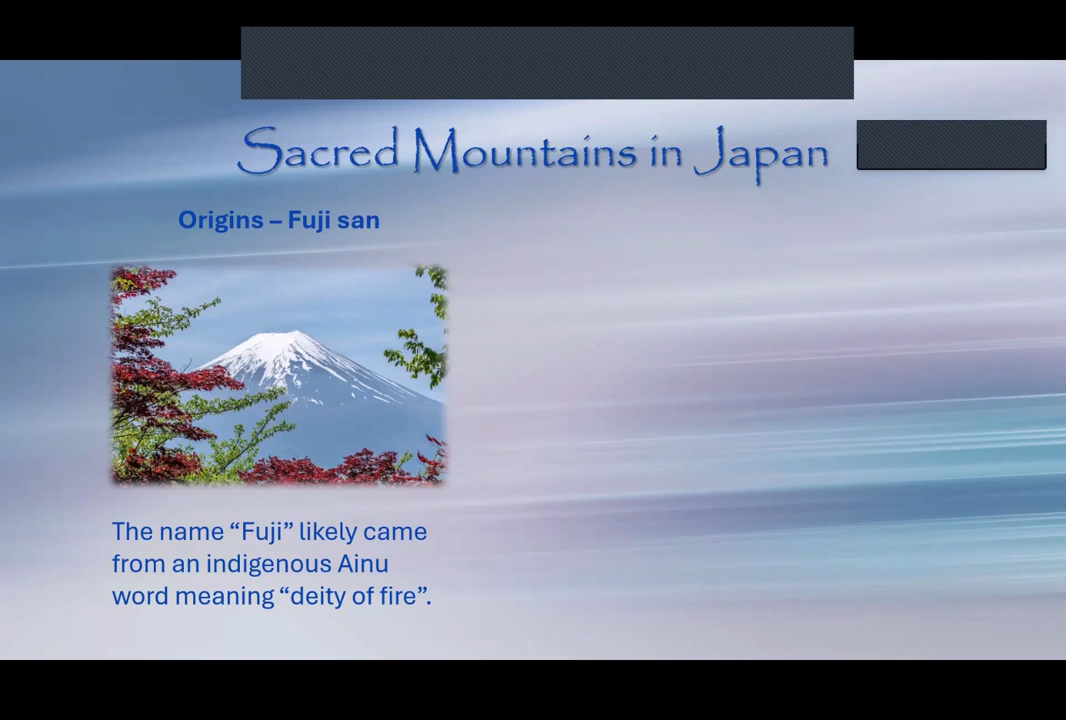 Sacred Mountains in Japan
Origins – Fuji san
The name “Fuji” likely came
from an indigenous Ainu
word meaning “deity of fire”.